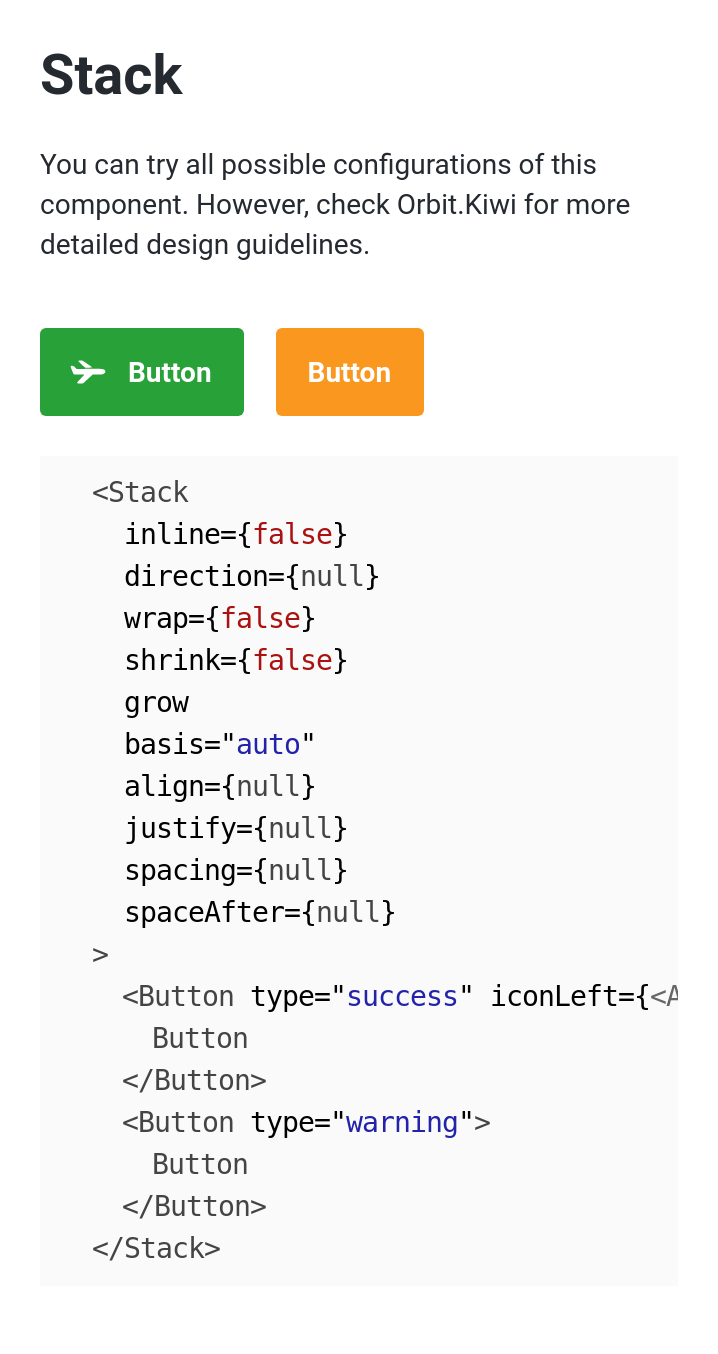 Stack
You can try all possible configurations of this
component. However, check Orbit.Kiwi for more
detailed design guidelines.
Button Button
<Stack
inline={false}
direction={null}
wrap={false}
shrink={false}
grow
basis="auto"
align={null}
justify={null}
spacing={null}
spaceAfter={null}
>
<Button type="success" iconLeft={<A
Button
</Button>
<Button type="warning">
Button
</Button>
</Stack>